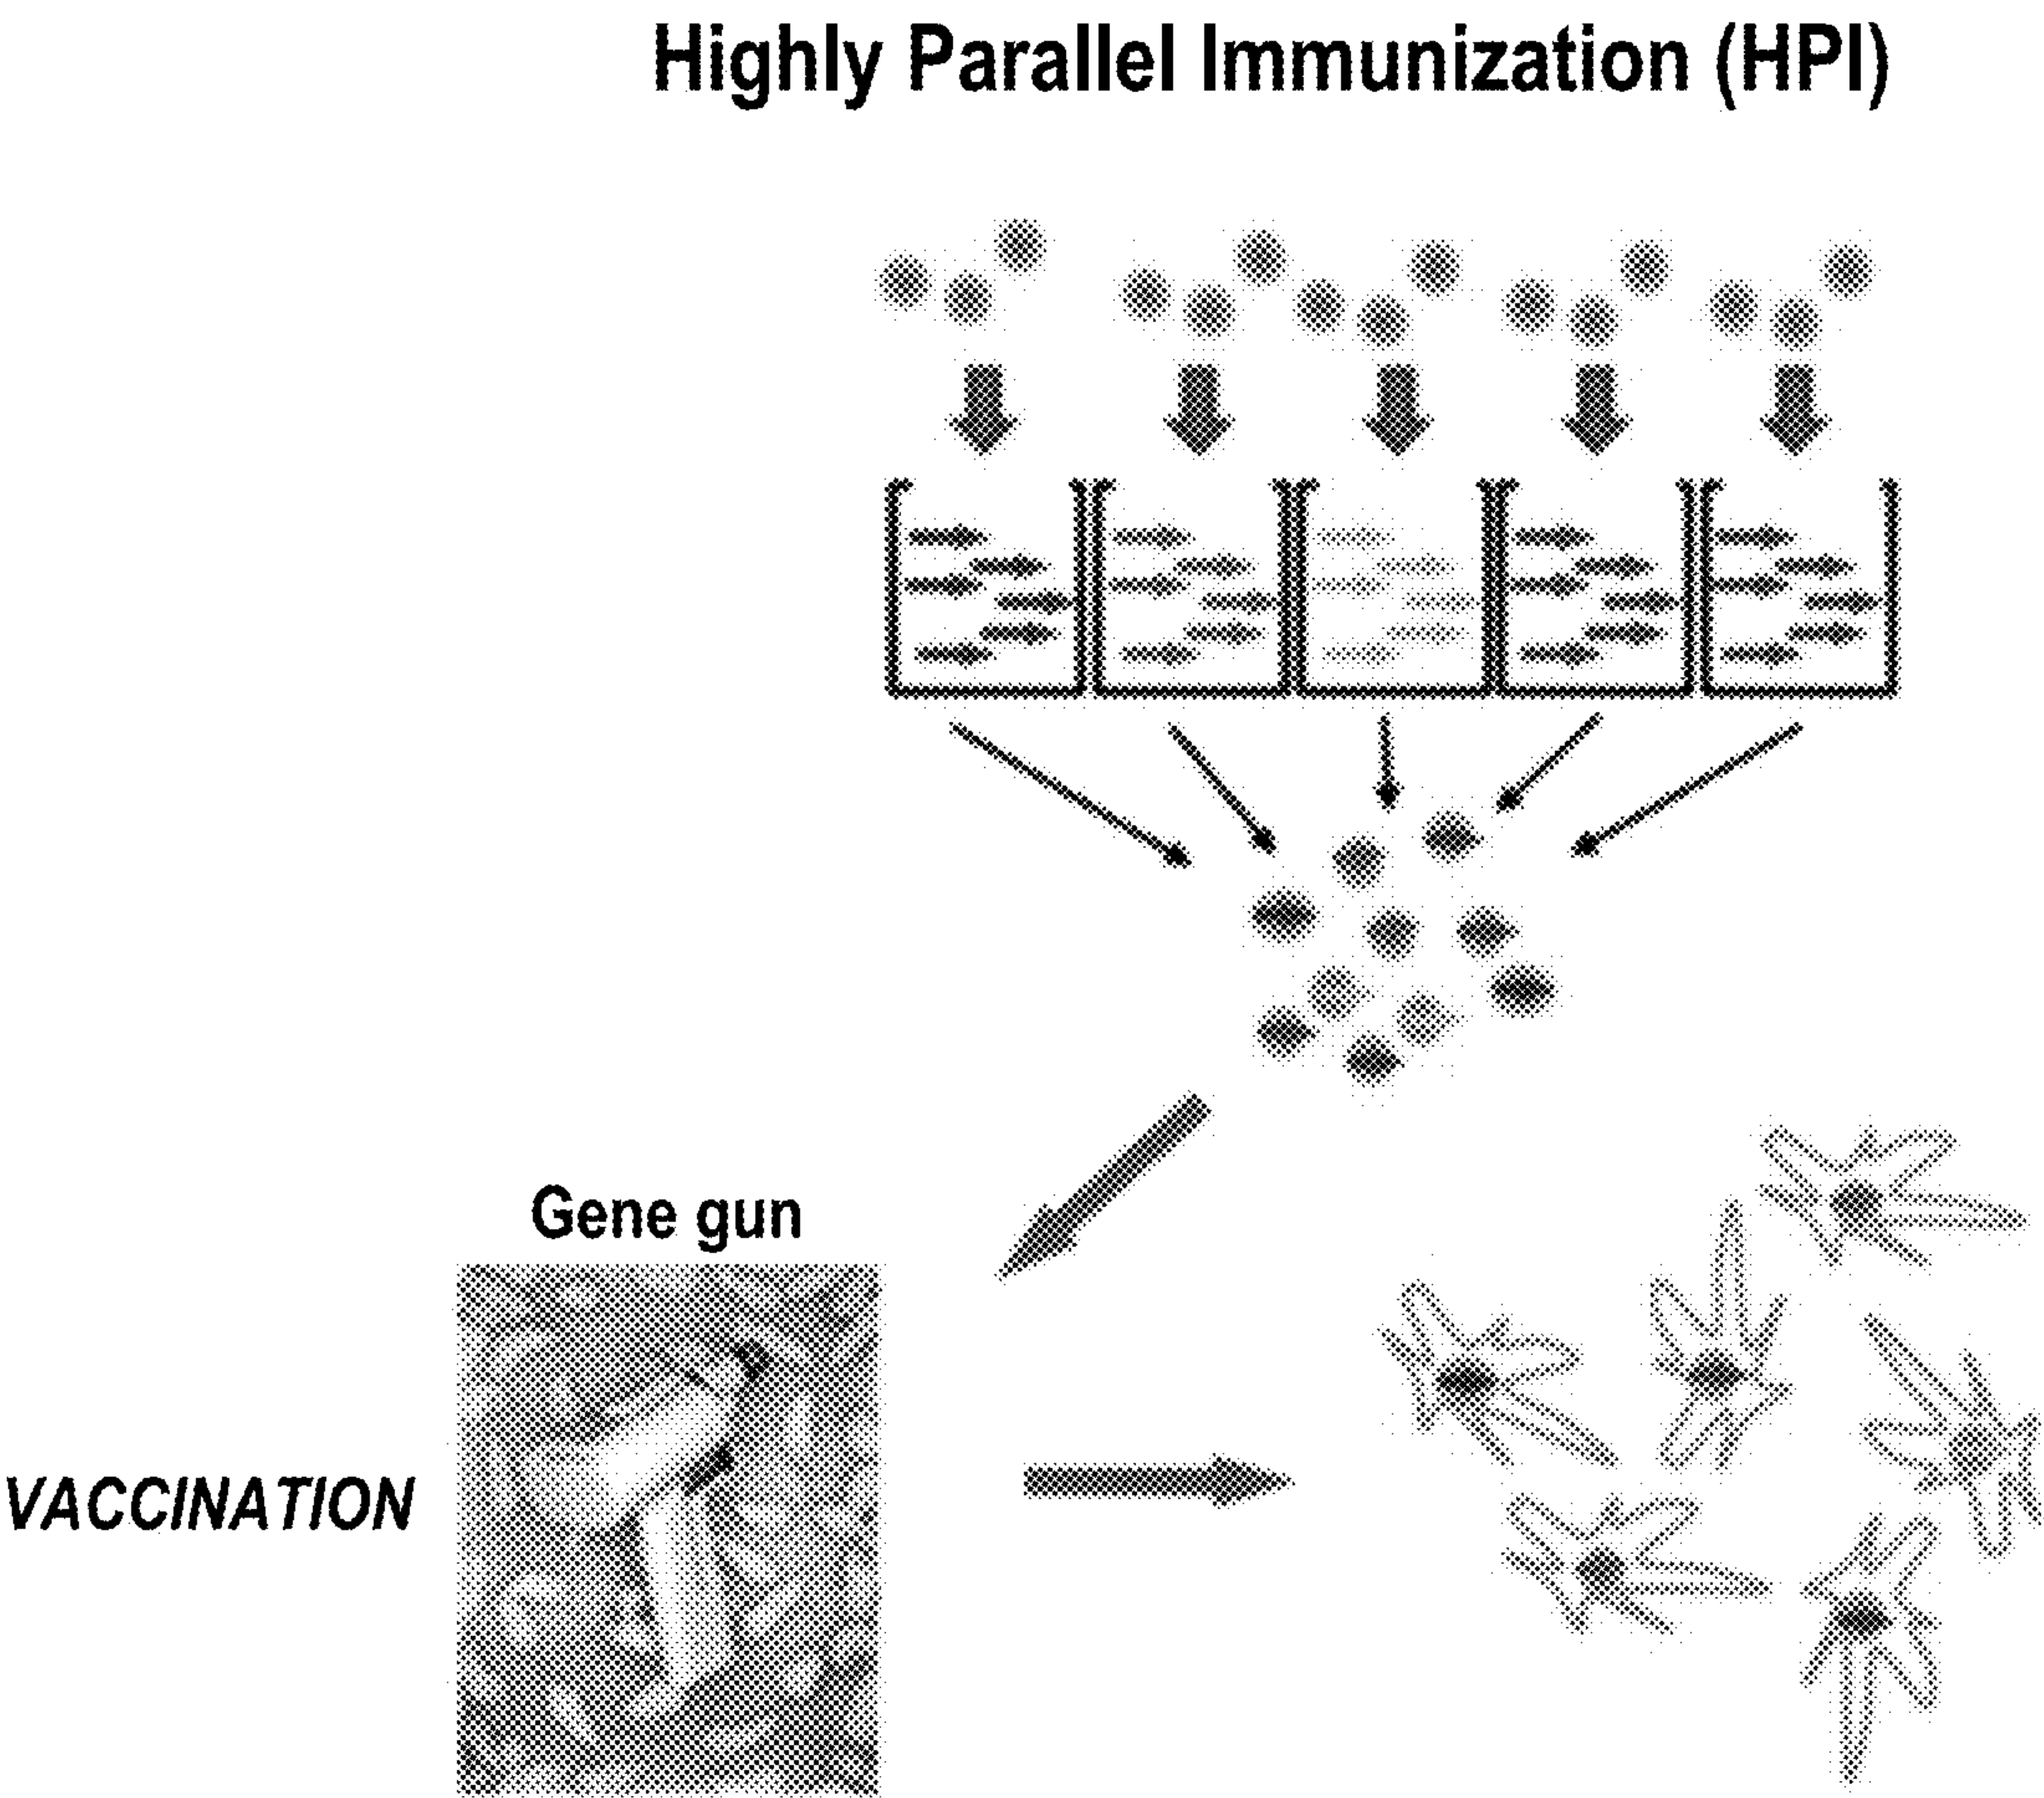 Highly Parallel Immunization (HPI)
Gene gun
VACCINATION